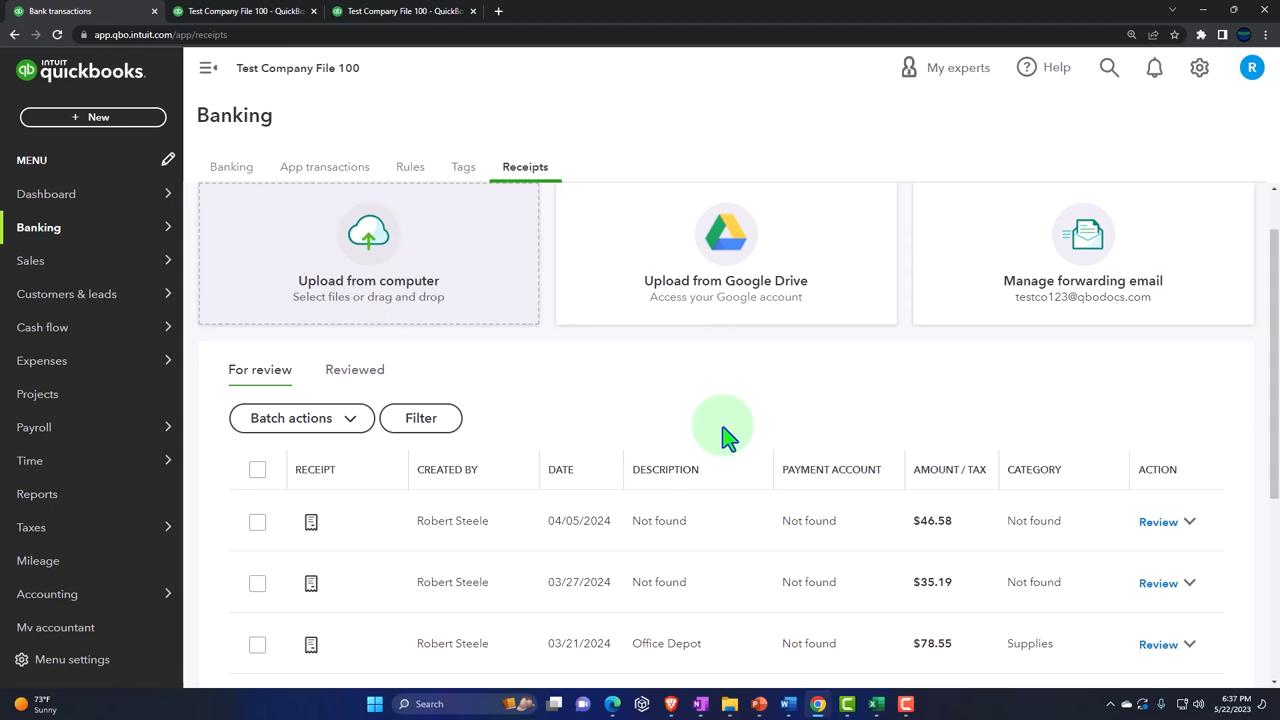 Bank transactions
Test Company File 100 - QuickBo
Test Company File 100 - QuickBo
app.qbo.intuit.com/app/receipts
INTUIT
quickbooks.
Test Company File 100
My experts
Help
R
+ New
Banking
MENU
Banking App transactions Rules Tags Receipts
Dashboard
Banking
Sales
Customers & leads
Cash flow
Expenses
Projects
Payroll
Time
Reports
Taxes
Mileage
Accounting
My accountant
Menu settings
Upload from computer
Select files or drag and drop
Upload from Google Drive
Access your Google account
Manage forwarding email
testco123@qbodocs.com
For review Reviewed
Batch actions Filter
RECEIPT CREATED BY DATE DESCRIPTION PAYMENT ACCOUNT AMOUNT / TAX CATEGORY ACTION
Robert Steele 04/05/2024 Not found Not found $46.58 Not found Review
Robert Steele 03/27/2024 Not found Not found $35.19 Not found Review
Robert Steele 03/21/2024 Office Depot Not found $78.55 Supplies Review
73°F
Sunny
Search
6:37 PM
5/22/2023